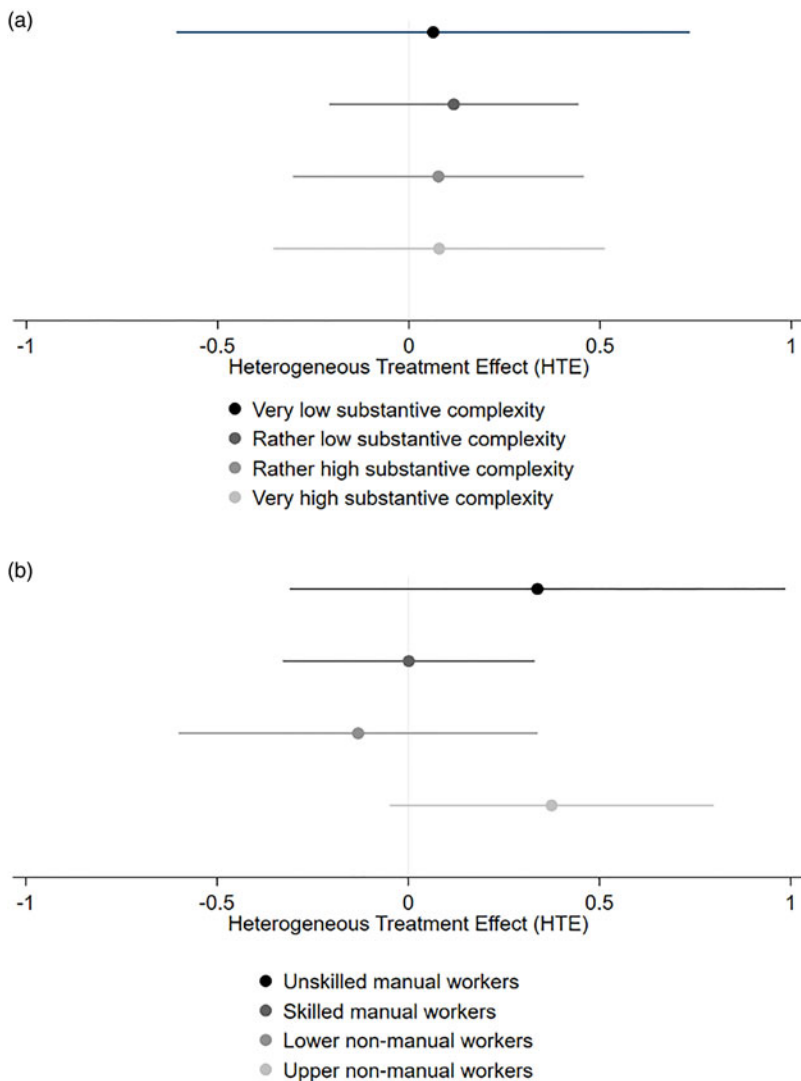 (a)
-1 -0.5 0 0.5 1
Heterogeneous Treatment Effect (HTE)
Very low substantive complexity
Rather low substantive complexity
Rather high substantive complexity
Very high substantive complexity
(b)
-1 -0.5 0 0.5 1
Heterogeneous Treatment Effect (HTE)
Unskilled manual workers
Skilled manual workers
Lower non-manual workers
Upper non-manual workers